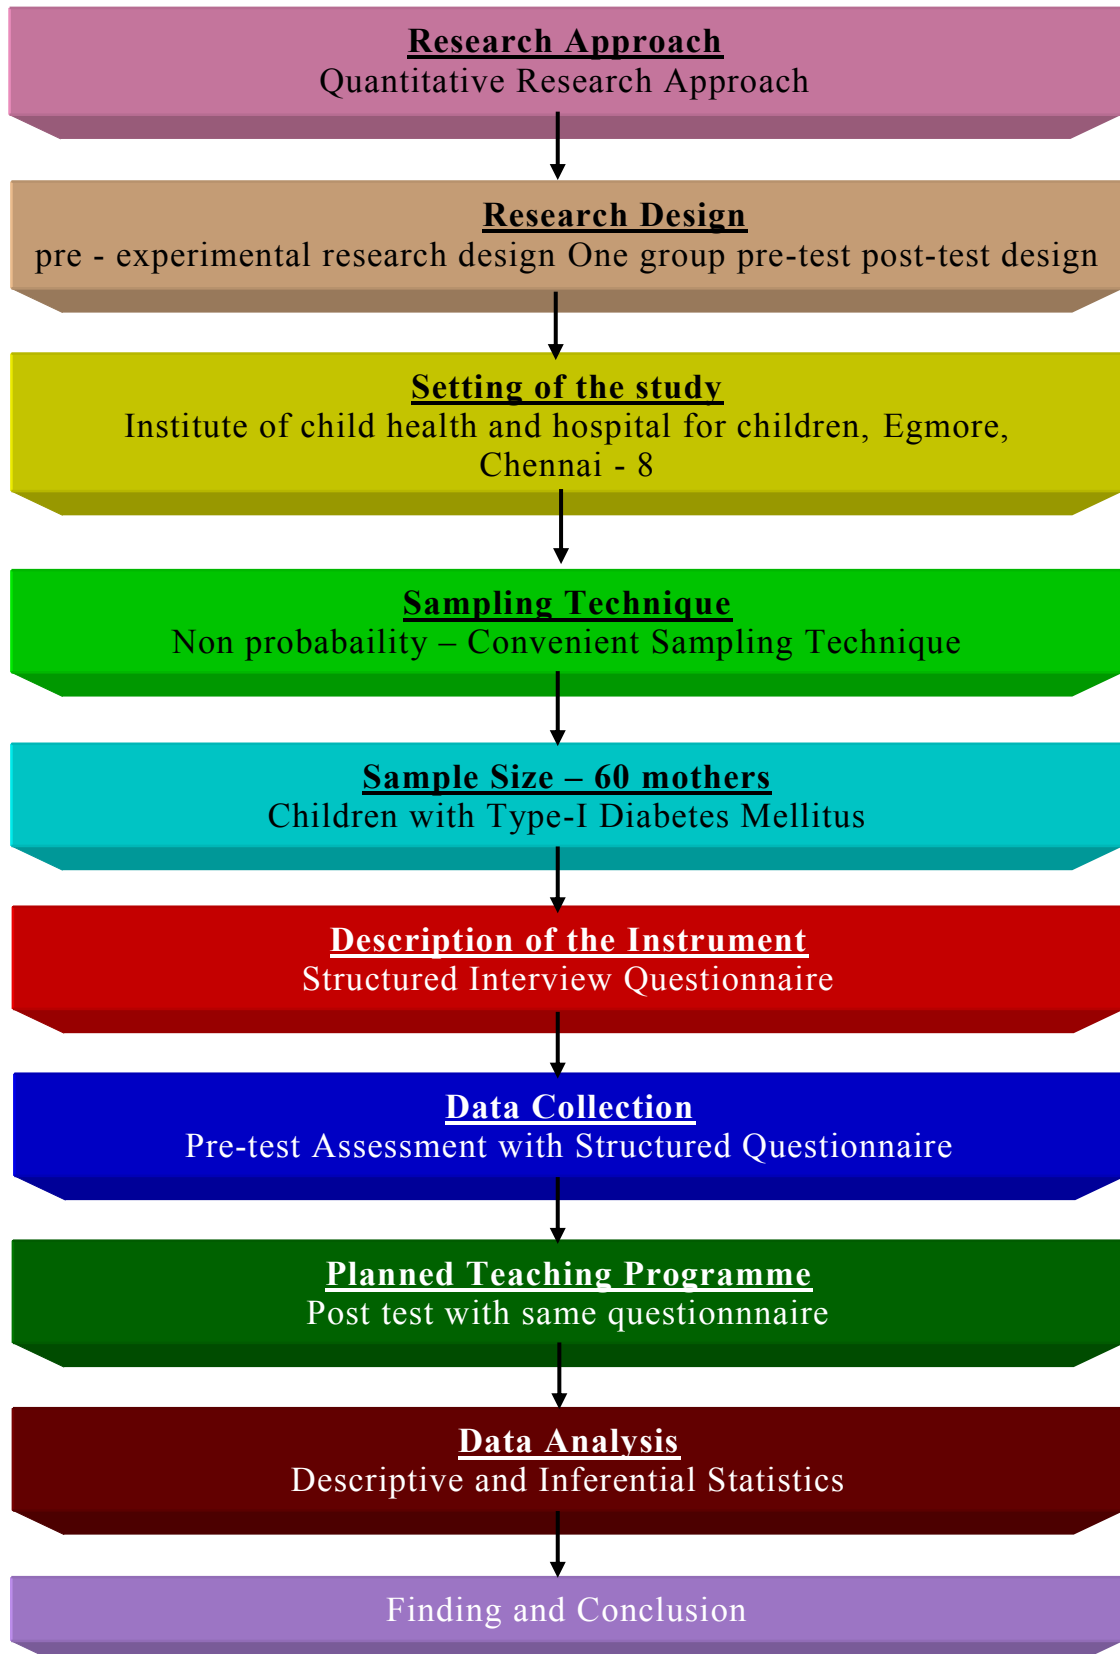 Research Approach
Quantitative Research Approach
Research Design
pre - experimental research design One group pre-test post-test design
Setting of the study
Institute of child health and hospital for children, Egmore,
Chennai - 8
Sampling Technique
Non probabaility – Convenient Sampling Technique
Sample Size – 60 mothers
Children with Type-I Diabetes Mellitus
Description of the Instrument
Structured Interview Questionnaire
Data Collection
Pre-test Assessment with Structured Questionnaire
Planned Teaching Programme
Post test with same questionnnaire
Data Analysis
Descriptive and Inferential Statistics
Finding and Conclusion